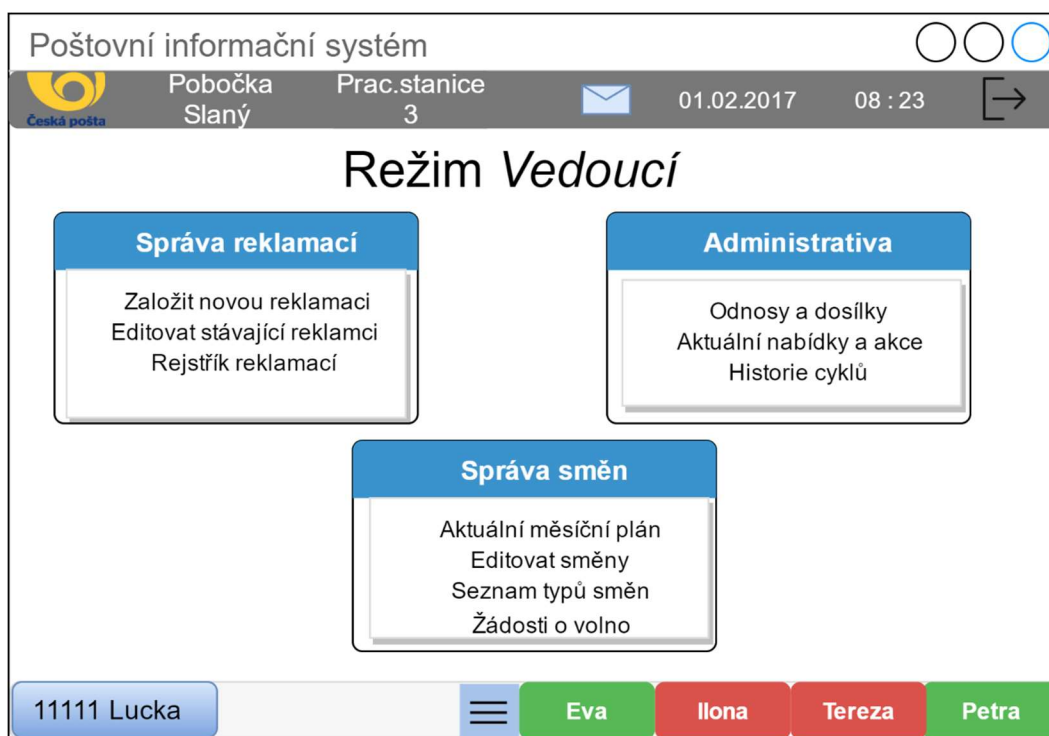 Poštovní informační systém
Česká pošta
Pobočka
Slaný
Prac.stanice
3
01.02.2017
08 : 23
Režim Vedoucí
Správa reklamací
Založit novou reklamaci
Editovat stávající reklamci
Rejstřík reklamací
Administrativa
Odnosy a dosílky
Aktuální nabídky a akce
Historie cyklů
Správa směn
Aktuální měsíční plán
Editovat směny
Seznam typů směn
Žádosti o volno
11111 Lucka
Eva
Ilona
Tereza
Petra